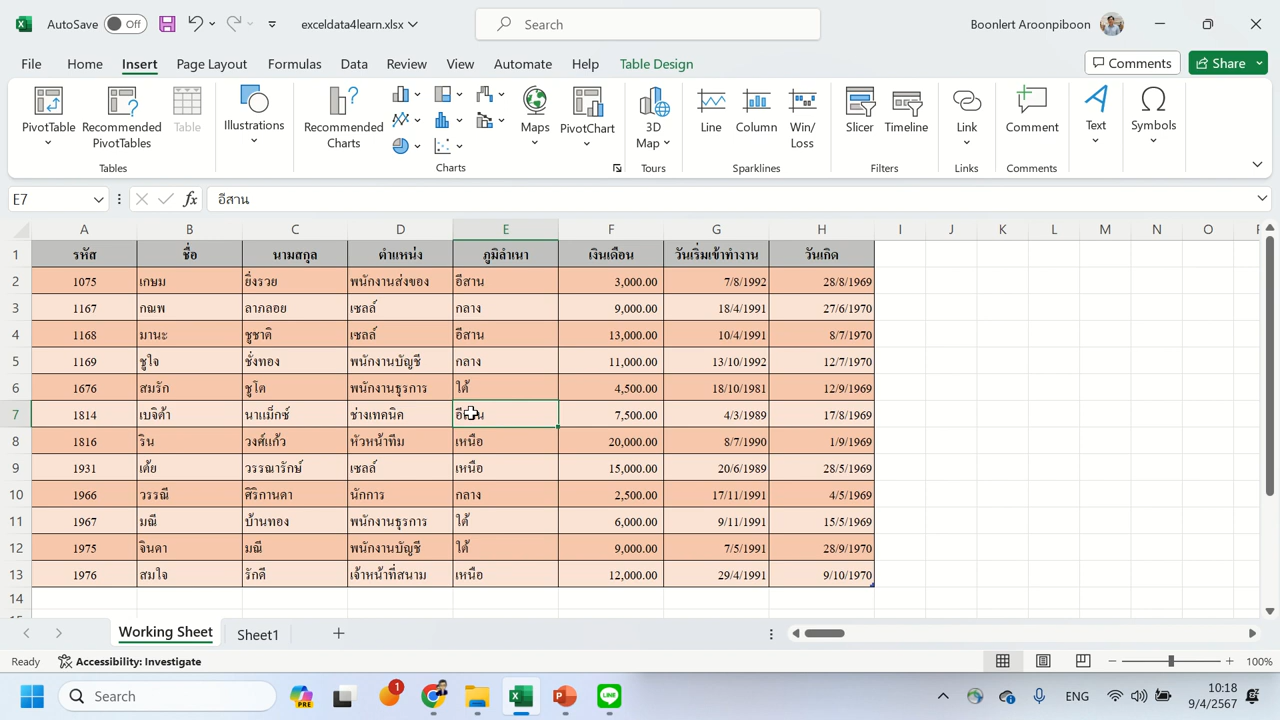 AutoSave Off exceldata4learn.xlsx Search Boonlert Aroonpiboon
File Home Insert Page Layout Formulas Data Review View Automate Help Table Design Comments Share
PivotTable Recommended PivotTables Table Illustrations Recommended Charts Maps PivotChart 3D Map Line Column Win/Loss Slicer Timeline Link Comment Text Symbols
Tables Charts Tours Sparklines Filters Links Comments
E7 fx อีสาน
A B C D E F G H I J K L M N O
1 รหัส ชื่อ นามสกุล ตำแหน่ง ภูมิลำเนา เงินเดือน วันเริ่มเข้าทำงาน วันเกิด
2 1075 เกษม ยิ่งรวย พนักงานส่งของ อีสาน 3,000.00 7/8/1992 28/8/1969
3 1167 กณพ ลาภลอย เซลล์ กลาง 9,000.00 18/4/1991 27/6/1970
4 1168 มานะ ชูชาติ เซลล์ อีสาน 13,000.00 10/4/1991 8/7/1970
5 1169 ชูใจ ชั่งทอง พนักงานบัญชี กลาง 11,000.00 13/10/1992 12/7/1970
6 1676 สมรัก ชูโต พนักงานธุรการ ใต้ 4,500.00 18/10/1981 12/9/1969
7 1814 เบจิต้า นาแม็กซ์ ช่างเทคนิค อีสาน 7,500.00 4/3/1989 17/8/1969
8 1816 ริน วงศ์แก้ว หัวหน้าทีม เหนือ 20,000.00 8/7/1990 1/9/1969
9 1931 เต้ย วรรณารักษ์ เซลล์ เหนือ 15,000.00 20/6/1989 28/5/1969
10 1966 วรรณี ศิริกานดา นักการ กลาง 2,500.00 17/11/1991 4/5/1969
11 1967 มณี บ้านทอง พนักงานธุรการ ใต้ 6,000.00 9/11/1991 15/5/1969
12 1975 จินดา มณี พนักงานบัญชี ใต้ 9,000.00 7/5/1991 28/9/1970
13 1976 สมใจ รักดี เจ้าหน้าที่สนาม เหนือ 12,000.00 29/4/1991 9/10/1970
14
Working Sheet Sheet1
Ready Accessibility: Investigate 100%
Search PRE 1 ENG 10:18
9/4/2567